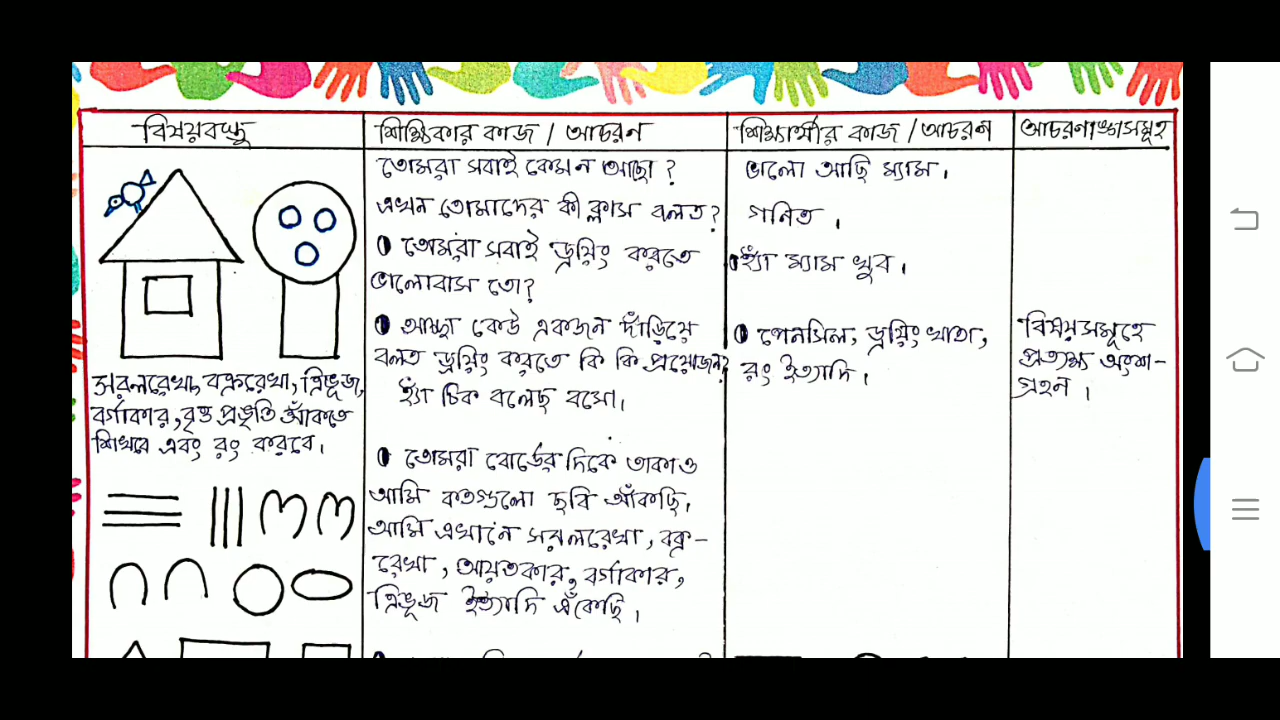 বিষয়বস্তু
শিক্ষিকার কাজ / আচরণ
শিক্ষার্থীর কাজ / আচরণ
আচরণাঙ্গসমূহ
সরলরেখা, বক্ররেখা, ত্রিভূজ,
বর্গাকার, বৃত্ত প্রভৃতি আঁকতে
শিখবে এবং রং করবে।
তোমরা সবাই কেমন আছো ?
এখন তোমাদের কী ক্লাস বলত?
তোমরা সবাই ড্রয়িং করতে
ভালোবাস তো?
আচ্ছা কেউ একজন দাঁড়িয়ে
বলত ড্রয়িং করতে কি কি প্রয়োজন?
হ্যাঁ ঠিক বলেছ বসো।
তোমরা বোর্ডের দিকে তাকাও
আমি কতগুলো ছবি আঁকছি।
আমি এখানে সরলরেখা, বক্র-
রেখা, আয়তকার, বর্গাকার,
ত্রিভূজ ইত্যাদি এঁকেছি।
ভালো আছি ম্যাম।
গনিত ।
হ্যাঁ ম্যাম খুব।
পেনসিল, ড্রয়িং খাতা,
রং ইত্যাদি।
বিষয়সমূহে
প্রত্যক্ষ অংশ-
গ্রহন ।